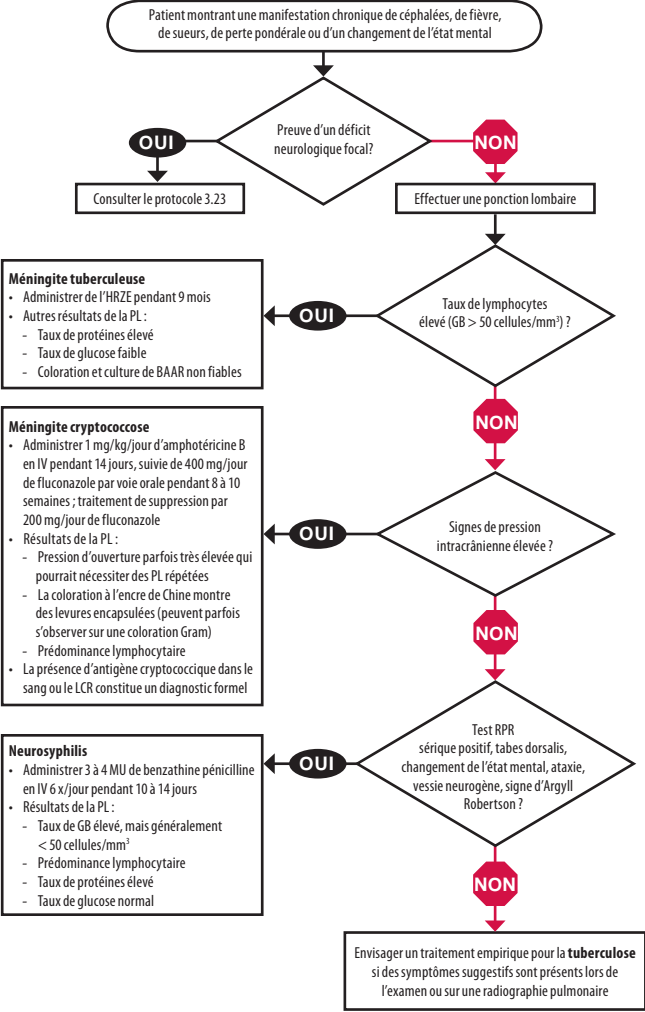 Patient montrant une manifestation chronique de céphalées, de fièvre,
de sueurs, de perte pondérale ou d'un changement de l'état mental
Preuve d'un déficit
neurologique focal?
OUI
NON
Consulter le protocole 3.23
Effectuer une ponction lombaire
Taux de lymphocytes
élevé (GB > 50 cellules/mm³) ?
OUI
Méningite tuberculeuse
• Administrer de l'HRZE pendant 9 mois
• Autres résultats de la PL :
- Taux de protéines élevé
- Taux de glucose faible
- Coloration et culture de BAAR non fiables
NON
Signes de pression
intracrânienne élevée ?
OUI
Méningite cryptococcose
• Administrer 1 mg/kg/jour d'amphotéricine B
en IV pendant 14 jours, suivie de 400 mg/jour
de fluconazole par voie orale pendant 8 à 10
semaines ; traitement de suppression par
200 mg/jour de fluconazole
• Résultats de la PL :
- Pression d'ouverture parfois très élevée qui
pourrait nécessiter des PL répétées
- La coloration à l'encre de Chine montre
des levures encapsulées (peuvent parfois
s'observer sur une coloration Gram)
- Prédominance lymphocytaire
• La présence d'antigène cryptococcique dans le
sang ou le LCR constitue un diagnostic formel
NON
Test RPR
sérique positif, tabes dorsalis,
changement de l'état mental, ataxie,
vessie neurogène, signe d'Argyll
Robertson ?
OUI
Neurosyphilis
• Administrer 3 à 4 MU de benzathine pénicilline
en IV 6 x/jour pendant 10 à 14 jours
• Résultats de la PL :
- Taux de GB élevé, mais généralement
< 50 cellules/mm³
- Prédominance lymphocytaire
- Taux de protéines élevé
- Taux de glucose normal
NON
Envisager un traitement empirique pour la tuberculose
si des symptômes suggestifs sont présents lors de
l'examen ou sur une radiographie pulmonaire